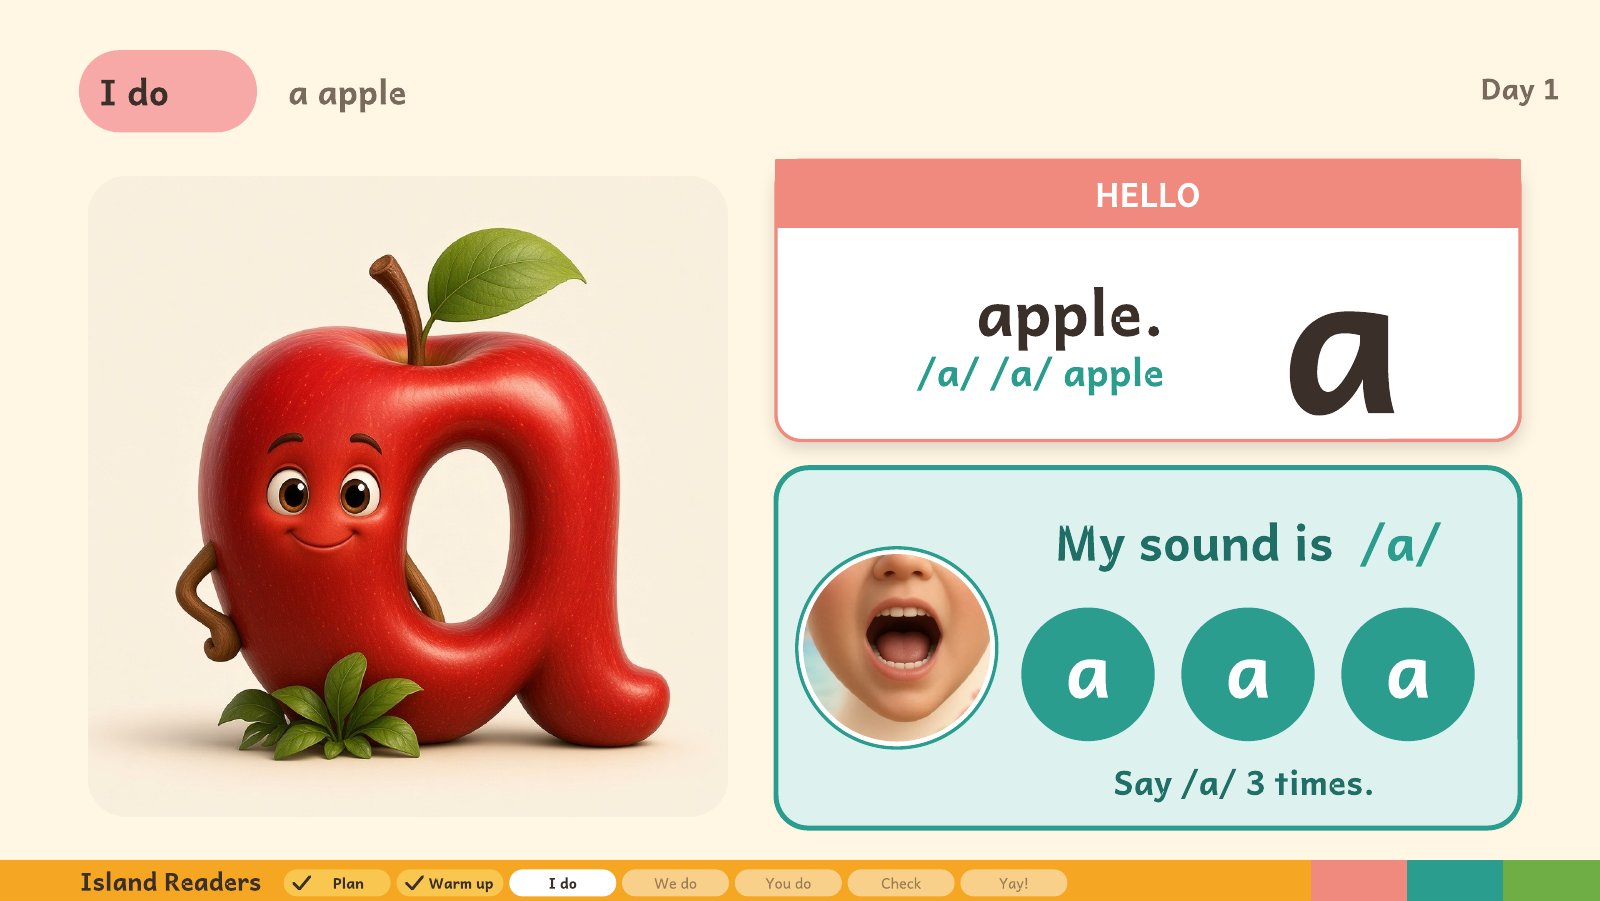 I do
a apple
Day 1
HELLO
apple.
/a/ /a/ apple
a
My sound is /a/
a a a
Say /a/ 3 times.
Island Readers
Plan
Warm up
I do
We do
You do
Check
Yay!